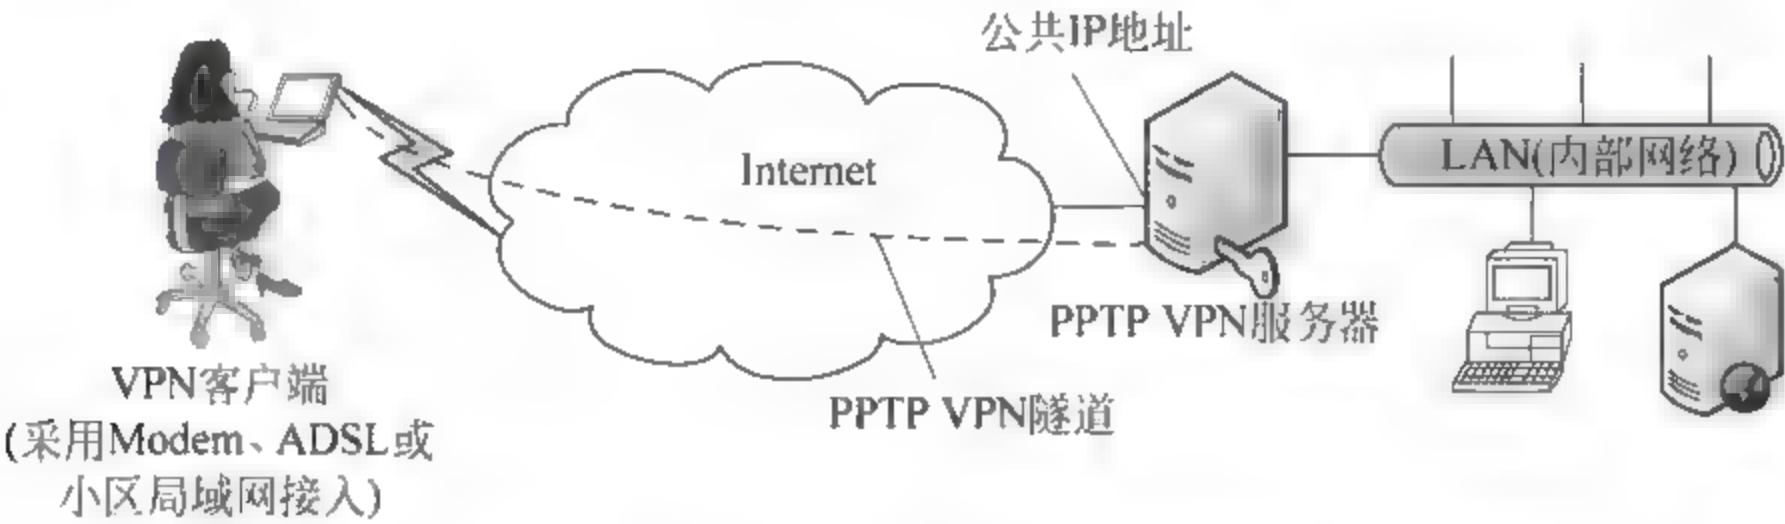 公共IP地址
Internet
LAN(内部网络)
PPTP VPN服务器
PPTP VPN隧道
VPN客户端
(采用Modem、ADSL或
小区局域网接入)